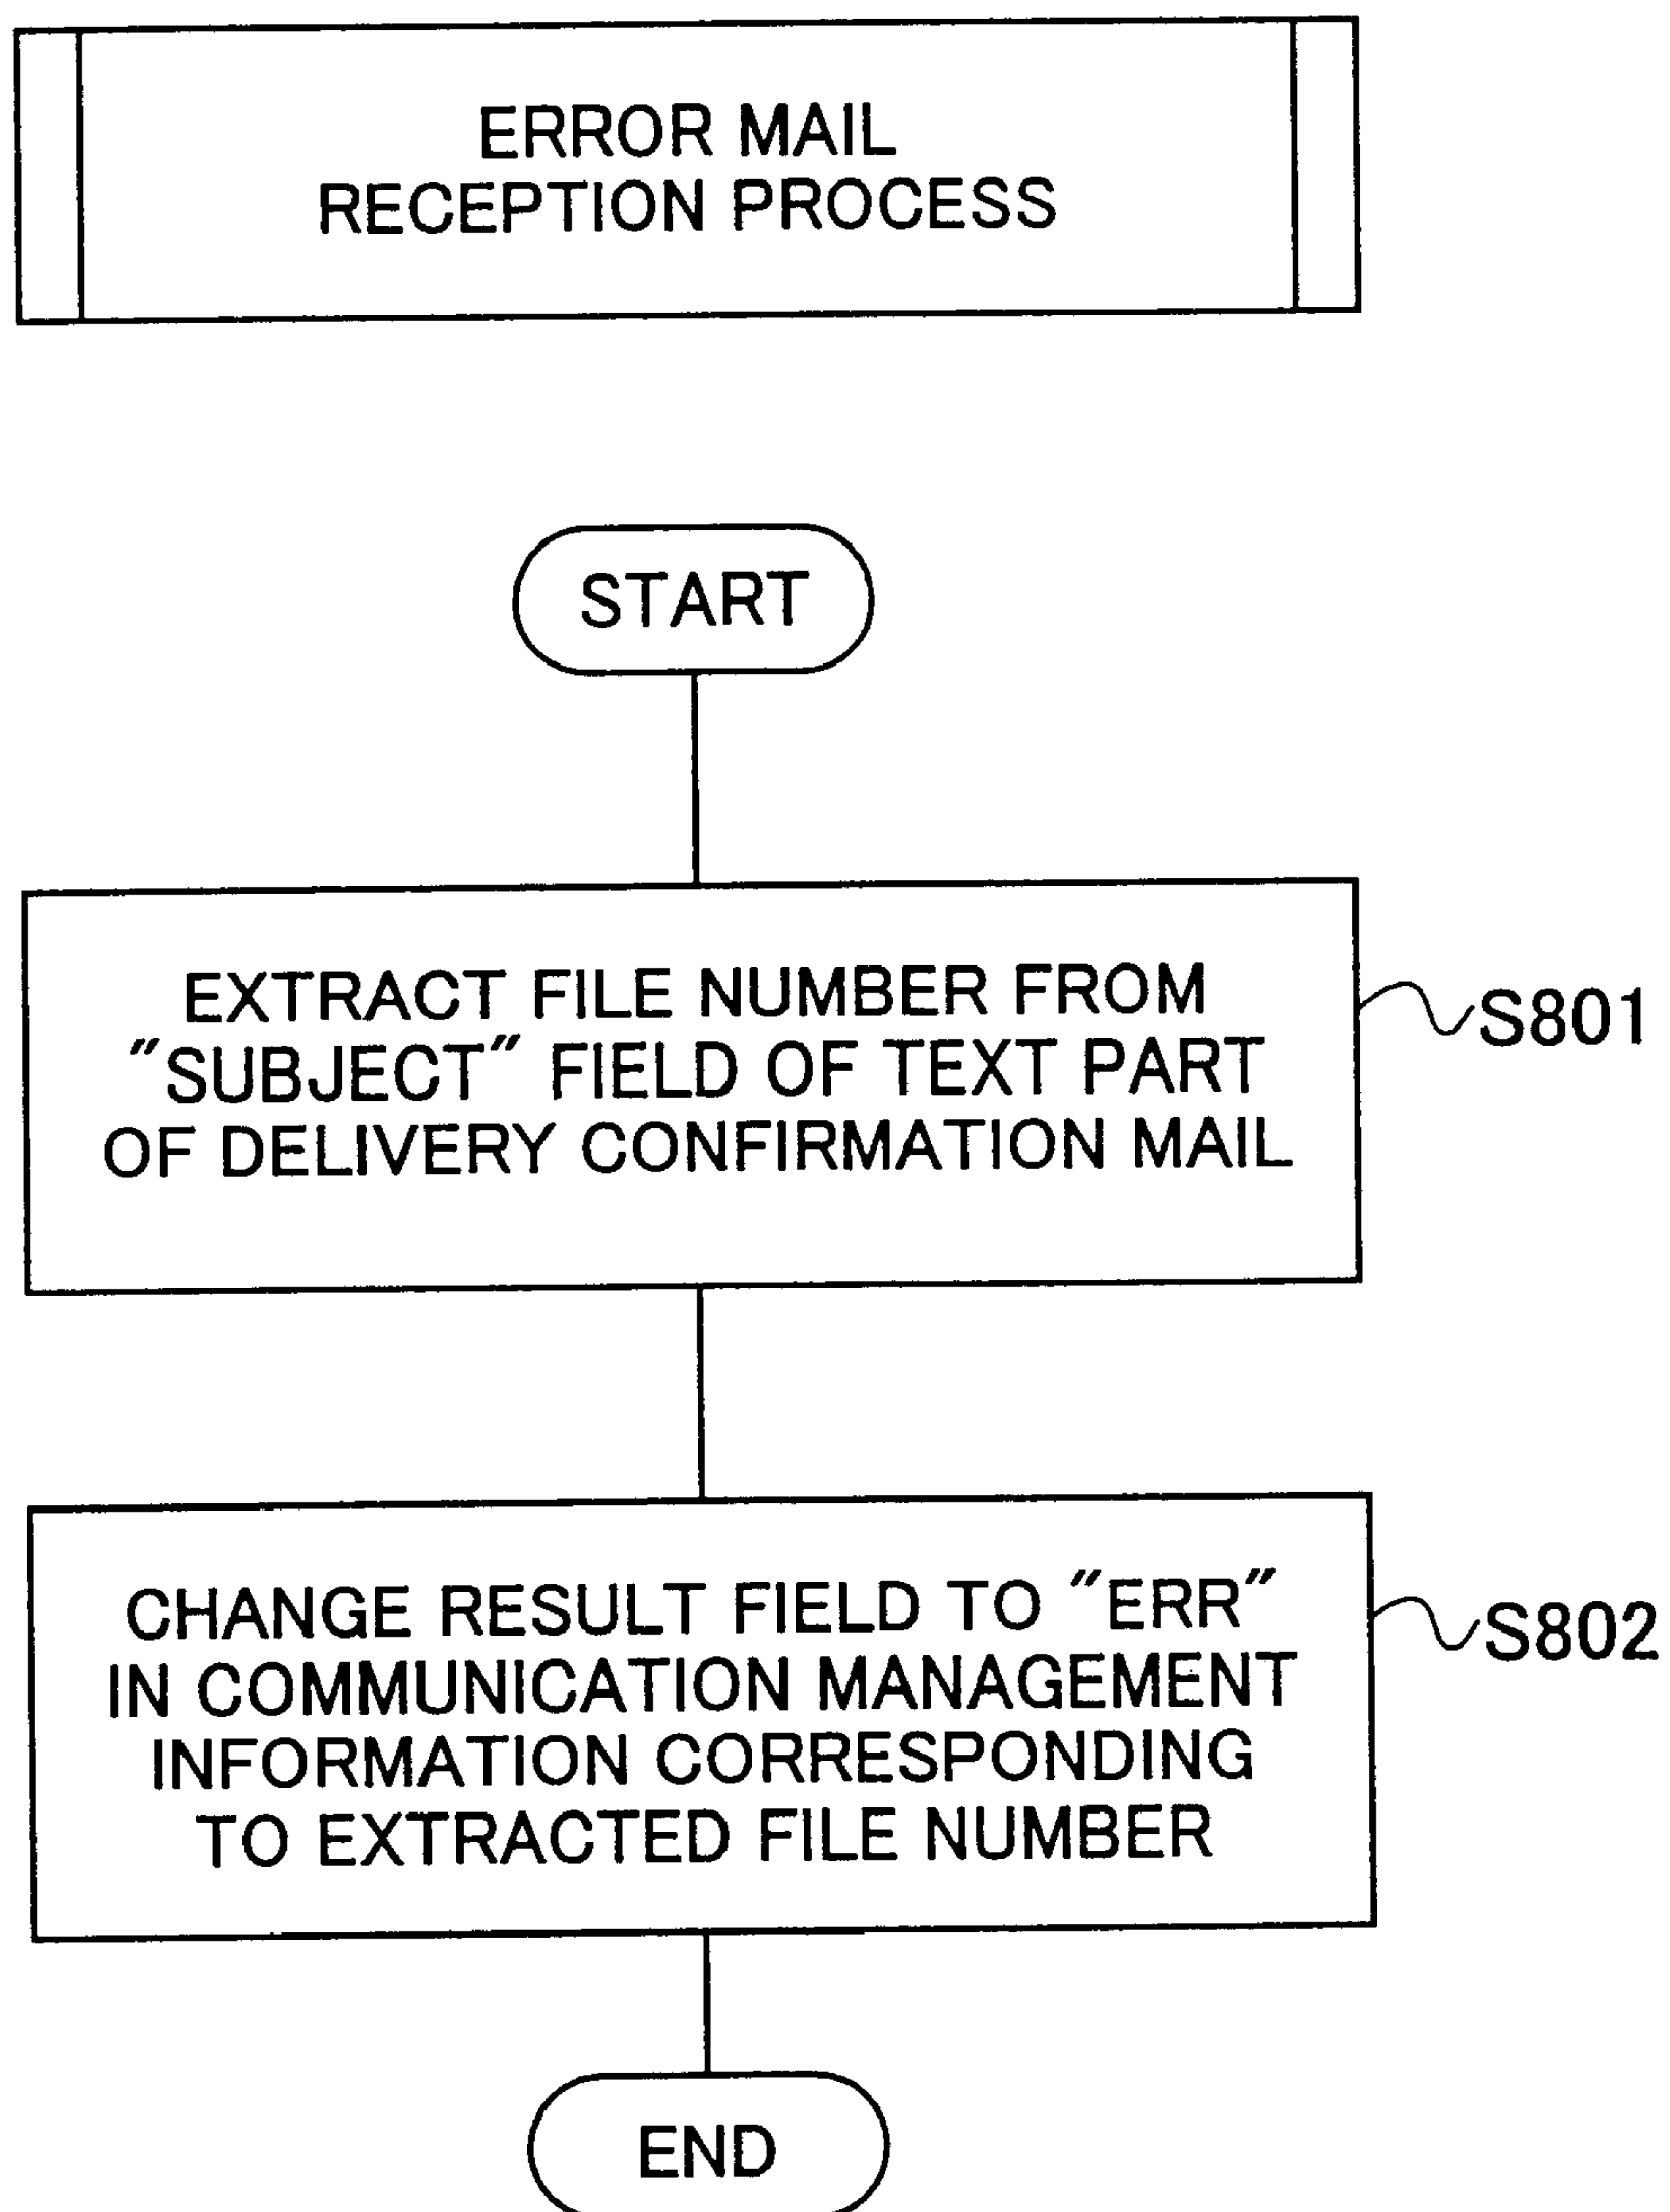 ERROR MAIL
RECEPTION PROCESS
START
EXTRACT FILE NUMBER FROM
"SUBJECT" FIELD OF TEXT PART
OF DELIVERY CONFIRMATION MAIL
S801
CHANGE RESULT FIELD TO "ERR"
IN COMMUNICATION MANAGEMENT
INFORMATION CORRESPONDING
TO EXTRACTED FILE NUMBER
S802
END